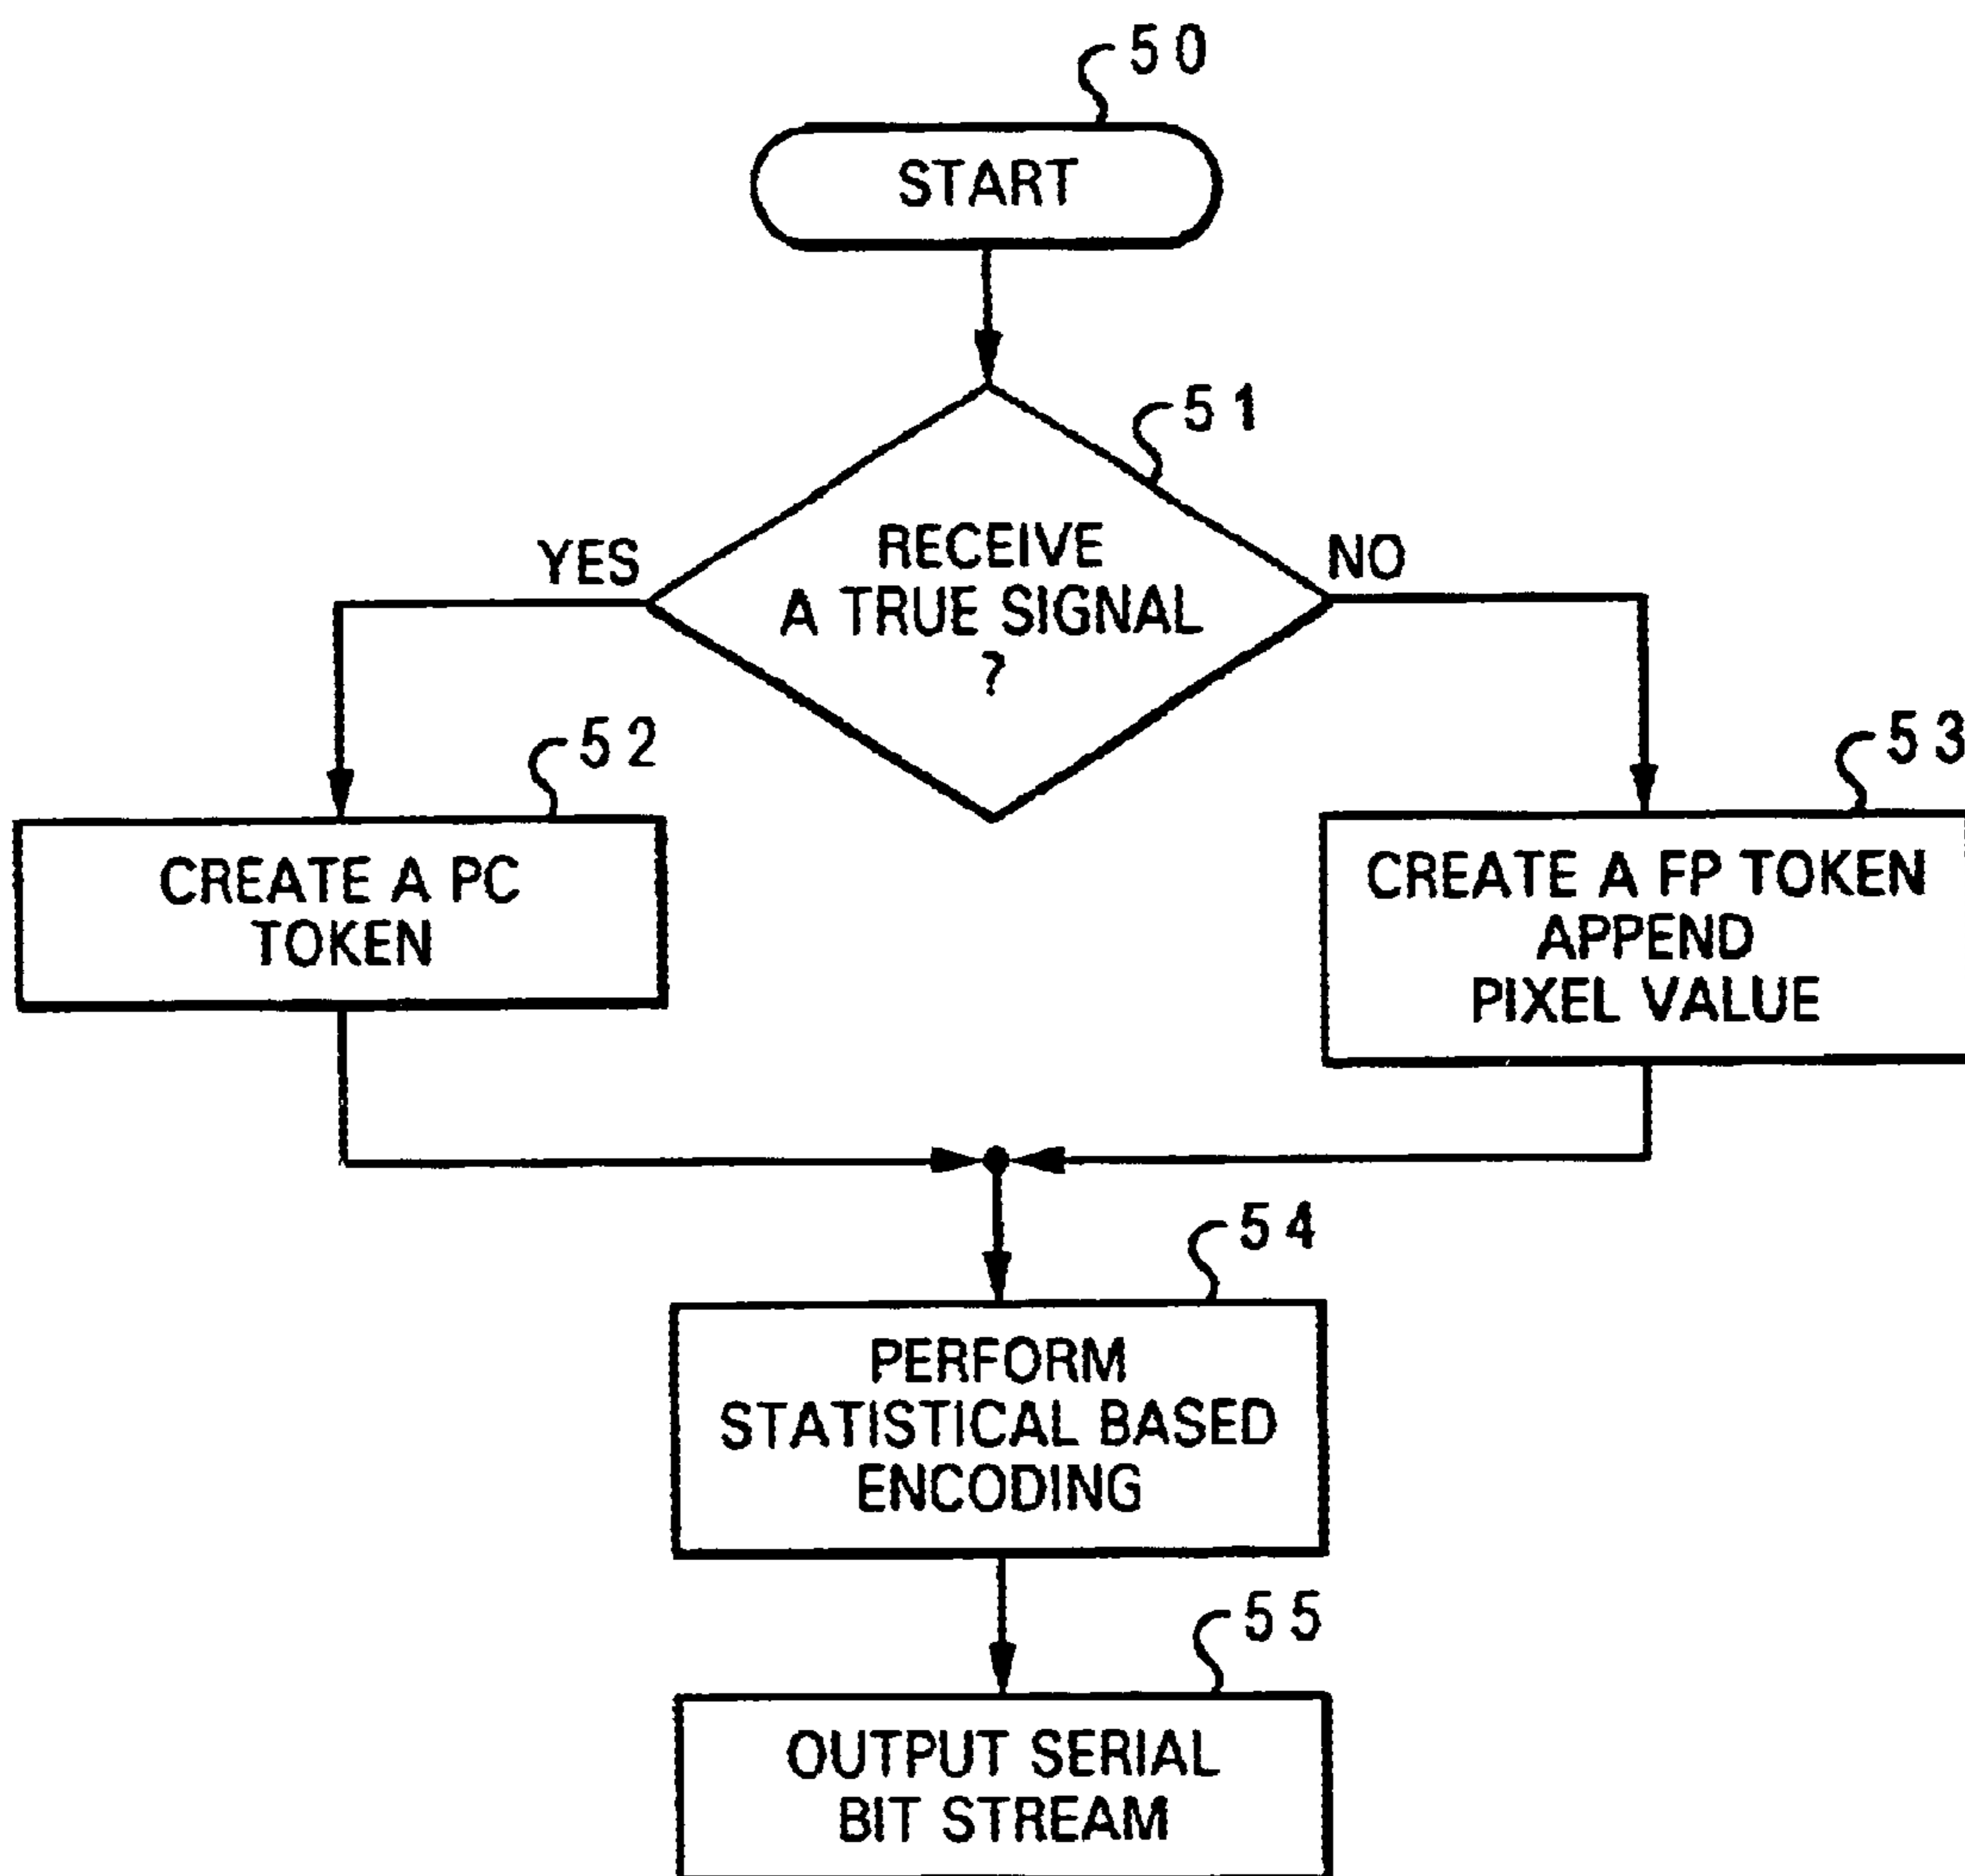 50
START
51
RECEIVE
A TRUE SIGNAL
?
YES
NO
52
CREATE A PC
TOKEN
53
CREATE A FP TOKEN
APPEND
PIXEL VALUE
54
PERFORM
STATISTICAL BASED
ENCODING
55
OUTPUT SERIAL
BIT STREAM